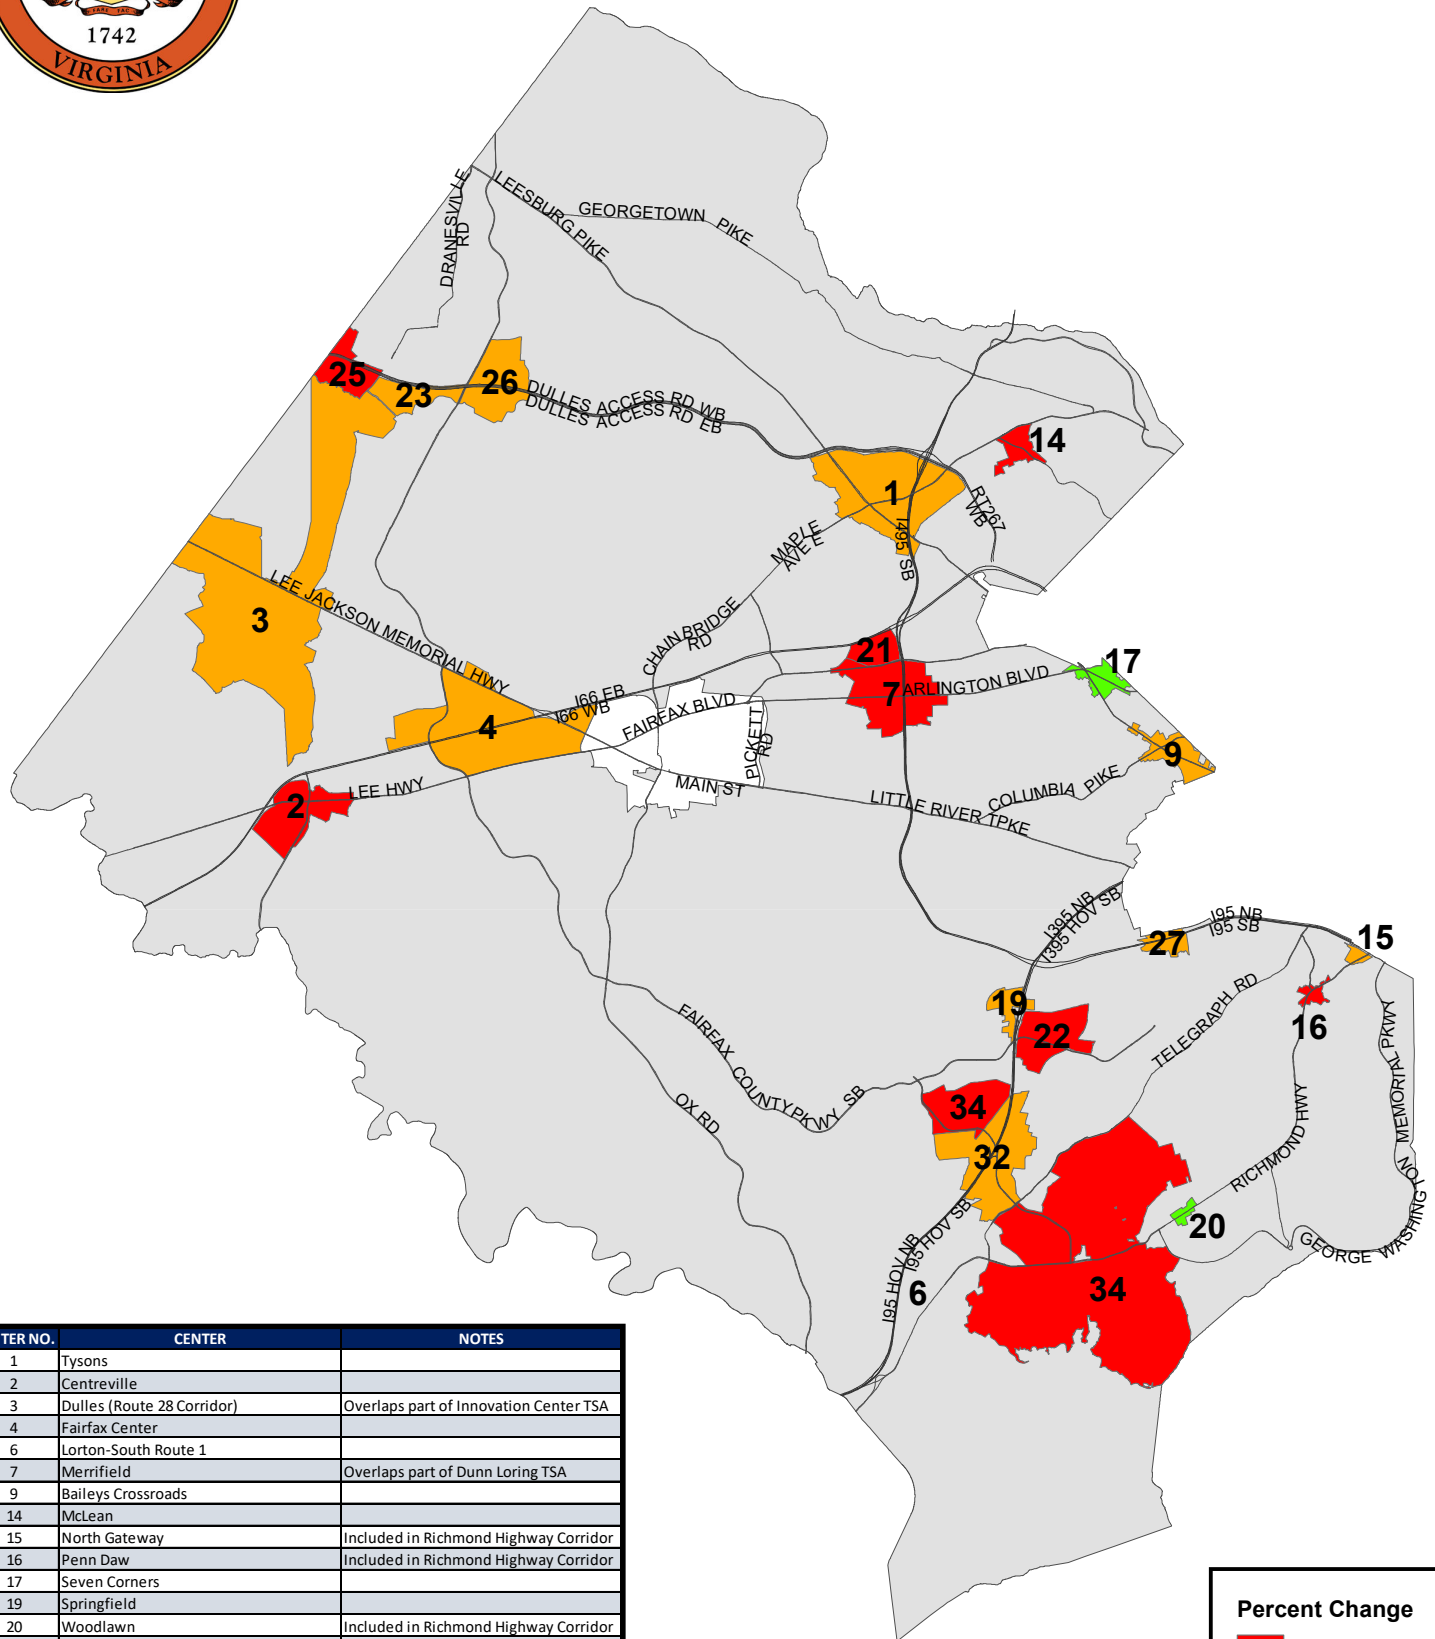 FARE FAC
1742
VIRGINIA
DRANESVILLE
RD
LEESBURG PIKE
GEORGETOWN PIKE
25
23
26
DULLES ACCESS RD WB
DULLES ACCESS RD EB
14
1
RT267
WB
MAPLE
AVE E
I495 SB
3
LEE JACKSON MEMORIAL HWY
CHAIN BRIDGE
RD
21
17
7
ARLINGTON BLVD
I66 EB
I66 WB
FAIRFAX BLVD
4
PICKETT
RD
9
MAIN ST
2
LEE HWY
LITTLE RIVER TPKE
COLUMBIA PIKE
I395 NB
I395 HOV SB
I95 NB
I95 SB
27
15
19
22
TELEGRAPH RD
16
FAIRFAX COUNTY PKWY SB
OX RD
34
32
RICHMOND HWY
GEORGE WASHINGTON MEMORIAL PKWY
20
I95 HOV NB
I95 HOV SB
6
34
TER NO. CENTER NOTES
1 Tysons
2 Centreville
3 Dulles (Route 28 Corridor) Overlaps part of Innovation Center TSA
4 Fairfax Center
6 Lorton-South Route 1
7 Merrifield Overlaps part of Dunn Loring TSA
9 Baileys Crossroads
14 McLean
15 North Gateway Included in Richmond Highway Corridor
16 Penn Daw Included in Richmond Highway Corridor
17 Seven Corners
19 Springfield
20 Woodlawn Included in Richmond Highway Corridor
Percent Change